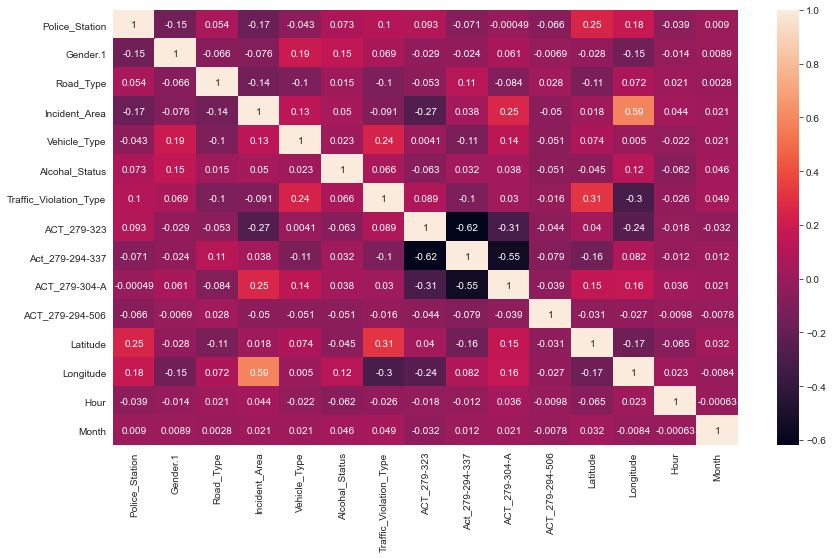 Police_Station 1 -0.15 0.054 -0.17 -0.043 0.073 0.1 0.093 -0.071 -0.00049 -0.066 0.25 0.18 -0.039 0.009
Gender.1 -0.15 1 -0.066 -0.076 0.19 0.15 0.069 -0.029 -0.024 0.061 -0.0069 -0.028 -0.15 -0.014 0.0089
Road_Type 0.054 -0.066 1 -0.14 -0.1 0.015 -0.1 -0.053 0.11 -0.084 0.028 -0.11 0.072 0.021 0.0028
Incident_Area -0.17 -0.076 -0.14 1 0.13 0.05 -0.091 -0.27 0.038 0.25 -0.05 0.018 0.59 0.044 0.021
Vehicle_Type -0.043 0.19 -0.1 0.13 1 0.023 0.24 0.0041 -0.11 0.14 -0.051 0.074 0.005 -0.022 0.021
Alcohal_Status 0.073 0.15 0.015 0.05 0.023 1 0.066 -0.063 0.032 0.038 -0.051 -0.045 0.12 -0.062 0.046
Traffic_Violation_Type 0.1 0.069 -0.1 -0.091 0.24 0.066 1 0.089 -0.1 0.03 -0.016 0.31 -0.3 -0.026 0.049
ACT_279-323 0.093 -0.029 -0.053 -0.27 0.0041 -0.063 0.089 1 -0.62 -0.31 -0.044 0.04 -0.24 -0.018 -0.032
Act_279-294-337 -0.071 -0.024 0.11 0.038 -0.11 0.032 -0.1 -0.62 1 -0.55 -0.079 -0.16 0.082 -0.012 0.012
ACT_279-304-A -0.00049 0.061 -0.084 0.25 0.14 0.038 0.03 -0.31 -0.55 1 -0.039 0.15 0.16 0.036 0.021
ACT_279-294-506 -0.066 -0.0069 0.028 -0.05 -0.051 -0.051 -0.016 -0.044 -0.079 -0.039 1 -0.031 -0.027 -0.0098 -0.0078
Latitude 0.25 -0.028 -0.11 0.018 0.074 -0.045 0.31 0.04 -0.16 0.15 -0.031 1 -0.17 -0.065 0.032
Longitude 0.18 -0.15 0.072 0.59 0.005 0.12 -0.3 -0.24 0.082 0.16 -0.027 -0.17 1 0.023 -0.0084
Hour -0.039 -0.014 0.021 0.044 -0.022 -0.062 -0.026 -0.018 -0.012 0.036 -0.0098 -0.065 0.023 1 -0.00063
Month 0.009 0.0089 0.0028 0.021 0.021 0.046 0.049 -0.032 0.012 0.021 -0.0078 0.032 -0.0084 -0.00063 1
Police_Station
Gender.1
Road_Type
Incident_Area
Vehicle_Type
Alcohal_Status
Traffic_Violation_Type
ACT_279-323
Act_279-294-337
ACT_279-304-A
ACT_279-294-506
Latitude
Longitude
Hour
Month
1.0
0.8
0.6
0.4
0.2
0.0
-0.2
-0.4
-0.6